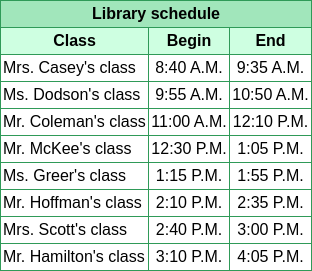 Library schedule
Class Begin End
Mrs. Casey's class 8:40 A.M. 9:35 A.M.
Ms. Dodson's class 9:55 A.M. 10:50 A.M.
Mr. Coleman's class 11:00 A.M. 12:10 P.M.
Mr. McKee's class 12:30 P.M. 1:05 P.M.
Ms. Greer's class 1:15 P.M. 1:55 P.M.
Mr. Hoffman's class 2:10 P.M. 2:35 P.M.
Mrs. Scott's class 2:40 P.M. 3:00 P.M.
Mr. Hamilton's class 3:10 P.M. 4:05 P.M.